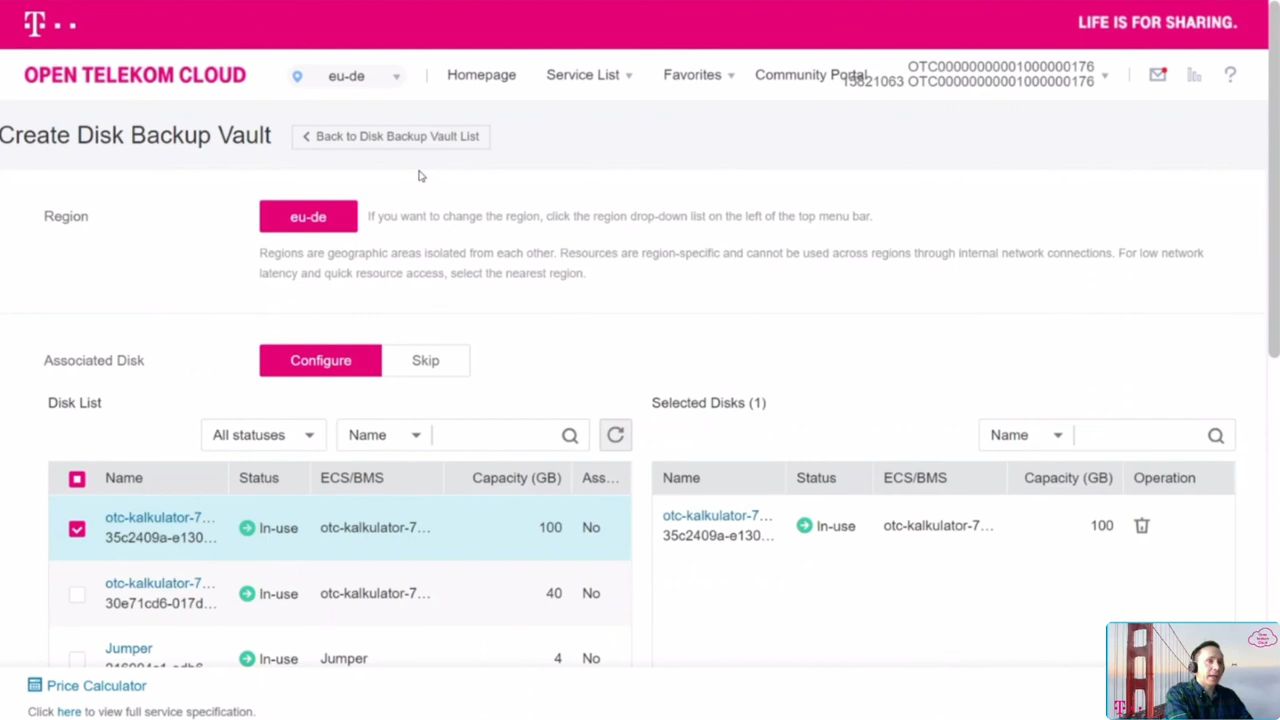 T
LIFE IS FOR SHARING.
OPEN TELEKOM CLOUD
eu-de
Homepage
Service List
Favorites
Community Portal
OTC00000000001000000176
15821063 OTC00000000001000000176
?
Create Disk Backup Vault
Back to Disk Backup Vault List
Region
eu-de
If you want to change the region, click the region drop-down list on the left of the top menu bar.
Regions are geographic areas isolated from each other. Resources are region-specific and cannot be used across regions through internal network connections. For low network
latency and quick resource access, select the nearest region.
Associated Disk
Configure
Skip
Disk List
Selected Disks (1)
All statuses
Name
Name
Name Status ECS/BMS Capacity (GB) Ass...
Name Status ECS/BMS Capacity (GB) Operation
otc-kalkulator-7... In-use otc-kalkulator-7... 100 No
35c2409a-e130...
otc-kalkulator-7... In-use otc-kalkulator-7... 100
35c2409a-e130...
otc-kalkulator-7... In-use otc-kalkulator-7... 40 No
30e71cd6-017d...
Jumper In-use Jumper 4 No
Price Calculator
Click here to view full service specification.